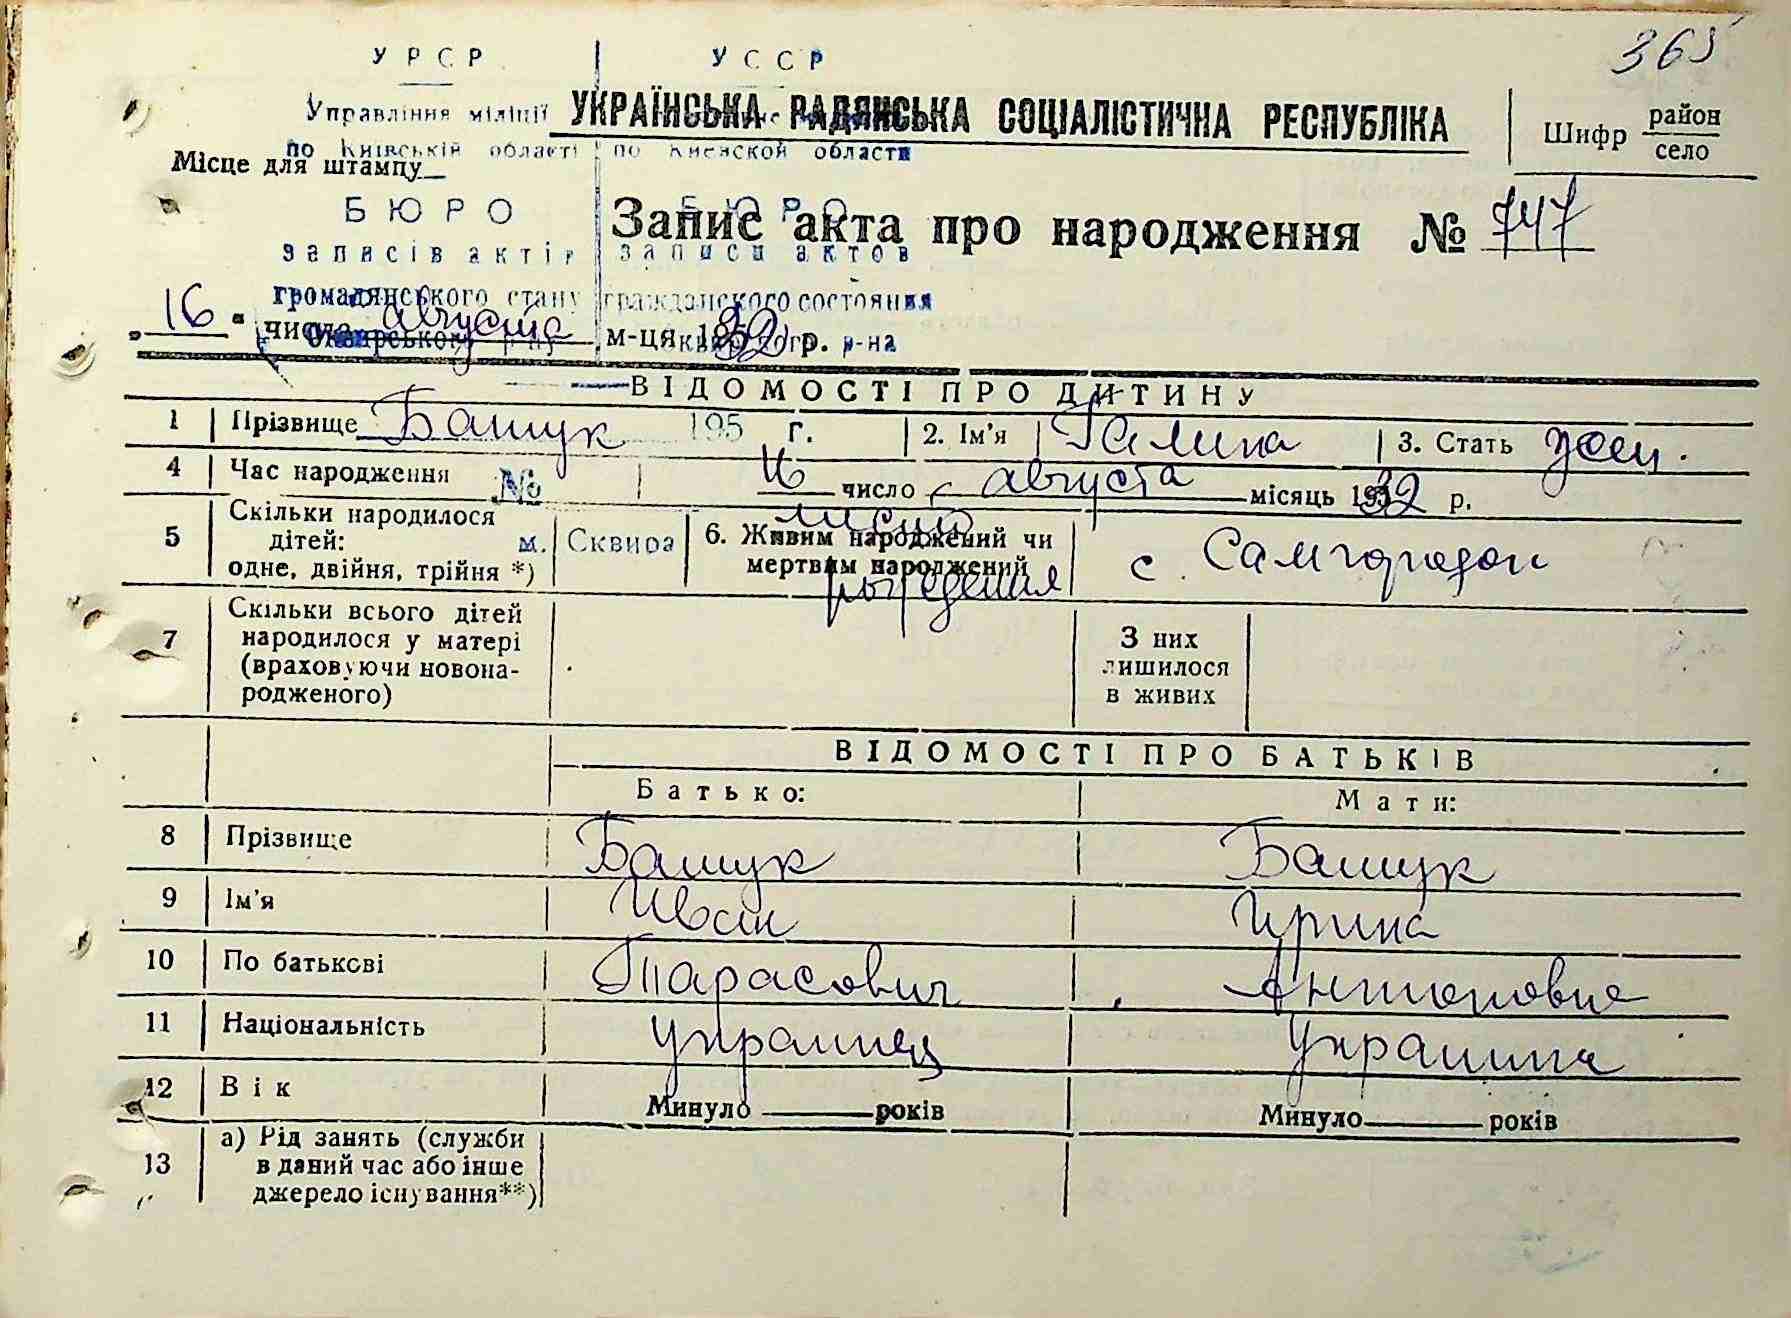 365
УРСР
УССР
Управління міліції
по Київській області
по Киевской области
УКРАЇНСЬКА РАДЯНСЬКА СОЦІАЛІСТИЧНА РЕСПУБЛІКА
Шифр район
село
Місце для штампу
БЮРО
БЮРО
записів актів
записи актов
громадянського стану
гражданского состояния
Запис акта про народження № 747
„16" числа августа м-ця 1932 р.
р-на
ВІДОМОСТІ ПРО ДИТИНУ
1 Прізвище Башук 195 г. 2. Ім'я Галина 3. Стать жен.
4 Час народження № 16 число августа місяць 1932 р.
5 Скільки народилося
дітей:
одне, двійня, трійня *)
м. Сквира
6. Живим народжений чи
мертвим народжений
место
рождения
с. Самгородок
7 Скільки всього дітей
народилося у матері
(враховуючи новона-
родженого)
З них
лишилося
в живих
ВІДОМОСТІ ПРО БАТЬКІВ
Батько: Мати:
8 Прізвище Башук Башук
9 Ім'я Иван Ирина
10 По батькові Тарасович Антоновна
11 Національність украинец украинка
12 Вік Минуло років Минуло років
13 а) Рід занять (служби
в даний час або інше
джерело існування**)